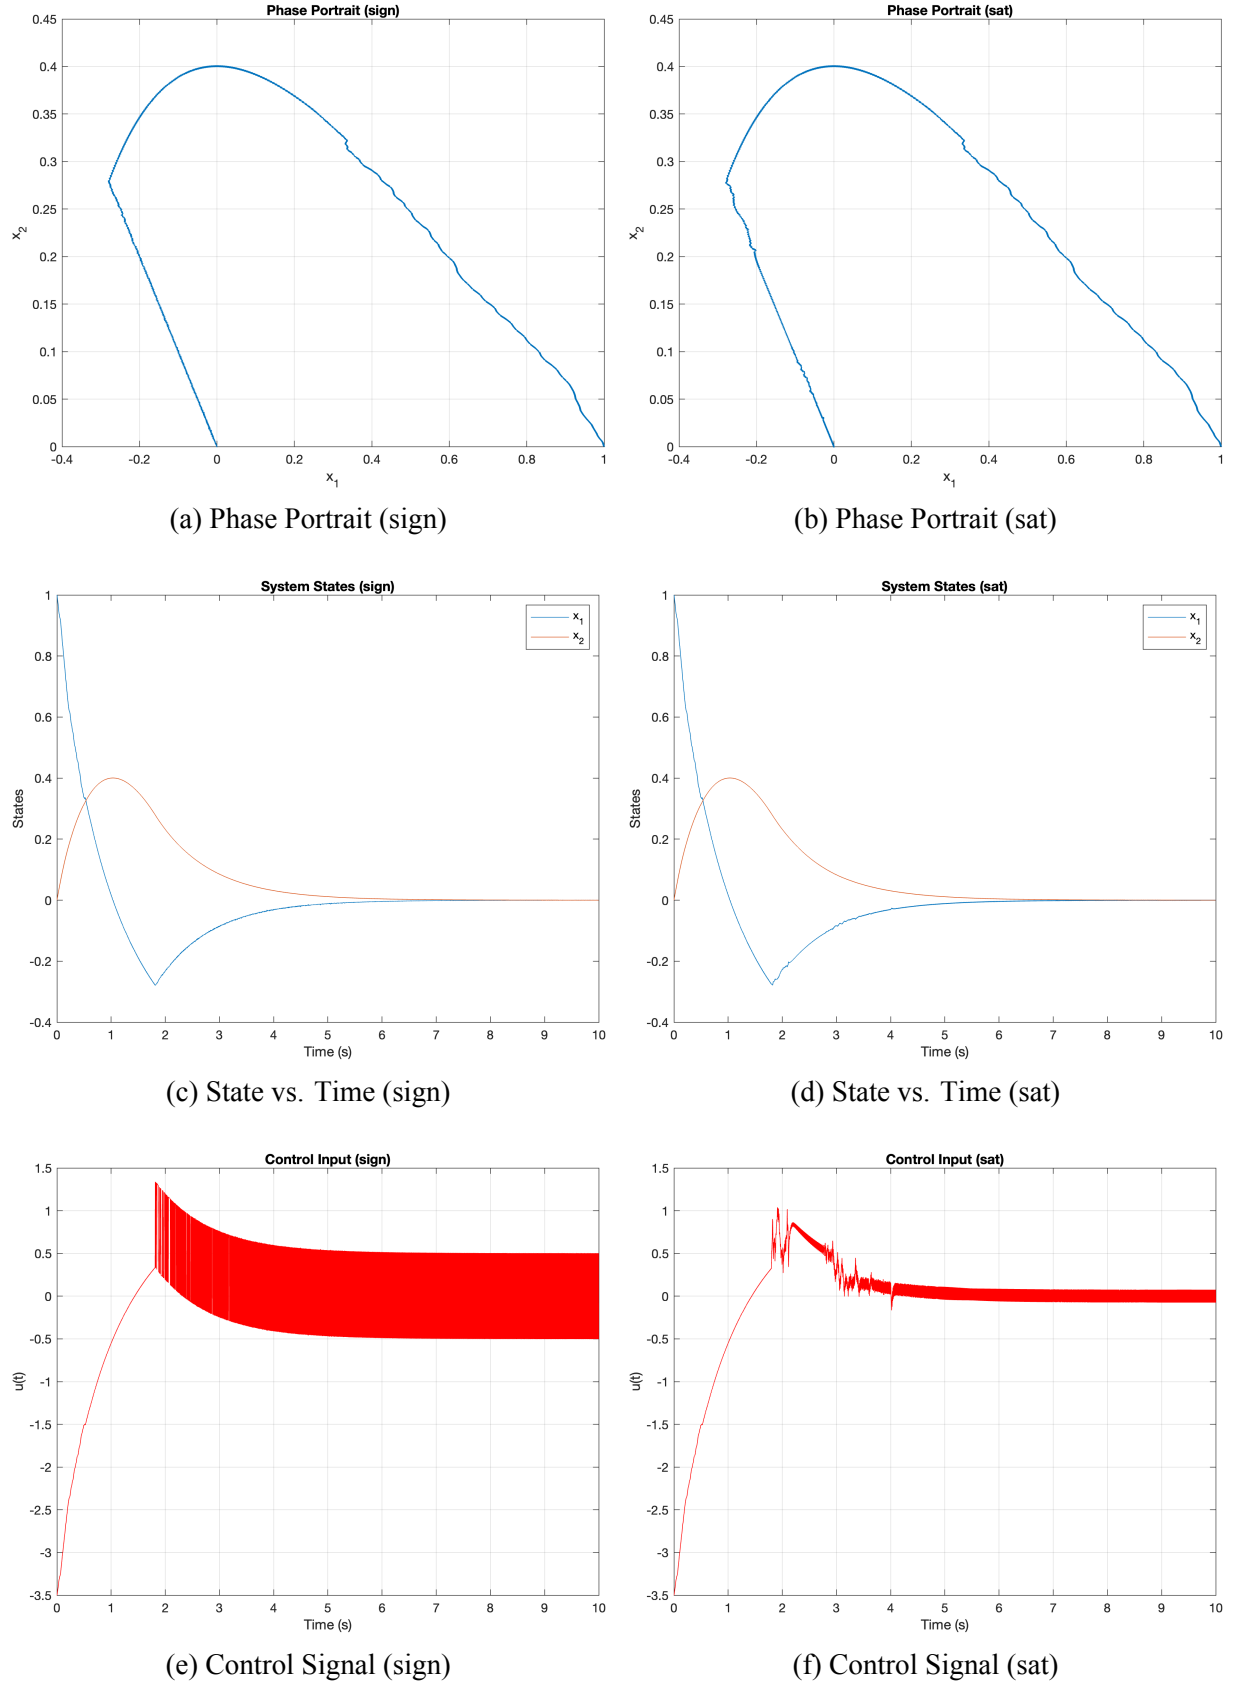 Phase Portrait (sign)
0.45
0.4
0.35
0.3
0.25
0.2
0.15
0.1
0.05
0
x2
-0.4 -0.2 0 0.2 0.4 0.6 0.8 1
x1
(a) Phase Portrait (sign)
Phase Portrait (sat)
0.45
0.4
0.35
0.3
0.25
0.2
0.15
0.1
0.05
0
x2
-0.4 -0.2 0 0.2 0.4 0.6 0.8 1
x1
(b) Phase Portrait (sat)
System States (sign)
x1
x2
1
0.8
0.6
0.4
0.2
0
-0.2
-0.4
States
0 1 2 3 4 5 6 7 8 9 10
Time (s)
(c) State vs. Time (sign)
System States (sat)
x1
x2
1
0.8
0.6
0.4
0.2
0
-0.2
-0.4
States
0 1 2 3 4 5 6 7 8 9 10
Time (s)
(d) State vs. Time (sat)
Control Input (sign)
1.5
1
0.5
0
-0.5
-1
-1.5
-2
-2.5
-3
-3.5
u(t)
0 1 2 3 4 5 6 7 8 9 10
Time (s)
(e) Control Signal (sign)
Control Input (sat)
1.5
1
0.5
0
-0.5
-1
-1.5
-2
-2.5
-3
-3.5
u(t)
0 1 2 3 4 5 6 7 8 9 10
Time (s)
(f) Control Signal (sat)